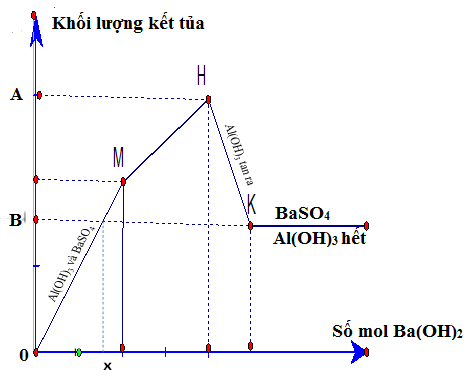 Khối lượng kết tủa
A
H
M
Al(OH)₃ tan ra
K
B
Al(OH)₃ và BaSO₄
BaSO₄
Al(OH)₃ hết
Số mol Ba(OH)₂
0
x